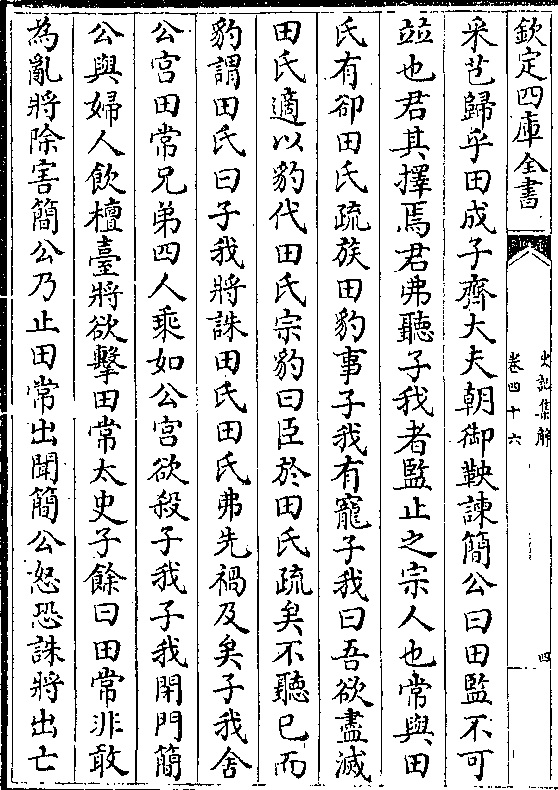 欽定四庫全書
史記集解
卷四十六
四
采芑歸乎田成子齊大夫朝御鞅諫簡公曰田監不可
竝也君其擇焉君弗聽子我者監止之宗人也常與田
氏有卻田氏疏族田豹事子我有寵子我曰吾欲盡滅
田氏適以豹代田氏宗豹曰臣於田氏疏矣不聽已而
豹謂田氏曰子我將誅田氏田氏弗先禍及矣子我舍
公宮田常兄弟四人乘如公宮欲殺子我子我閉門簡
公與婦人飲檀臺將欲擊田常太史子餘曰田常非敢
為亂將除害簡公乃止田常出聞簡公怒恐誅將出亡